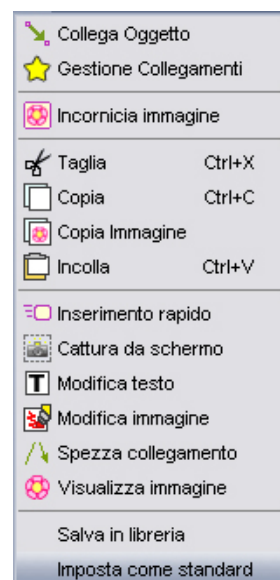 Collega Oggetto
Gestione Collegamenti
Incornicia immagine
Taglia Ctrl+X
Copia Ctrl+C
Copia Immagine
Incolla Ctrl+V
Inserimento rapido
Cattura da schermo
T Modifica testo
Modifica immagine
Spezza collegamento
Visualizza immagine
Salva in libreria
Imposta come standard